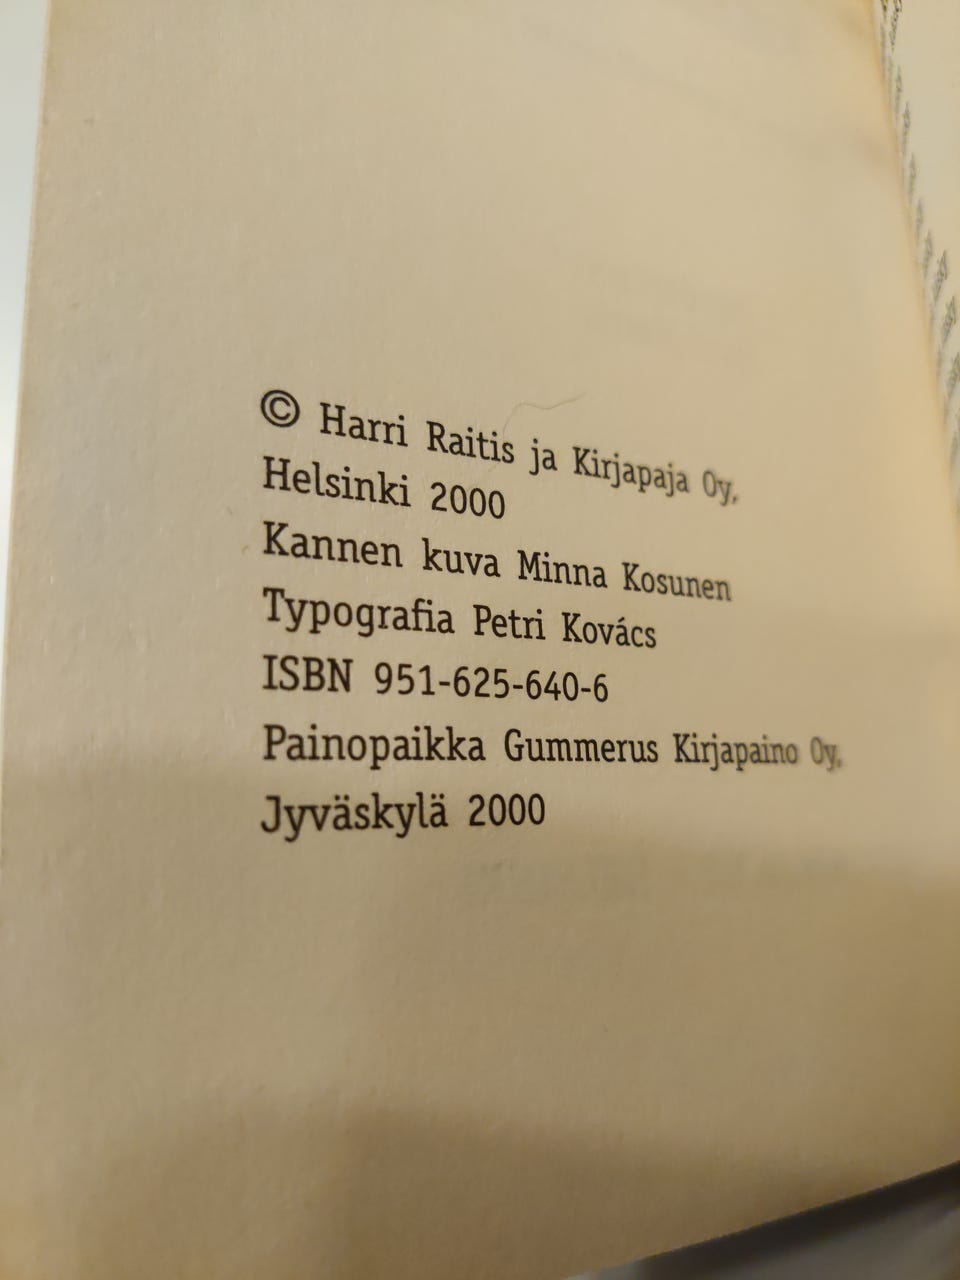 © Harri Raitis ja Kirjapaja Oy,
Helsinki 2000
Kannen kuva Minna Kosunen
Typografia Petri Kovács
ISBN 951-625-640-6
Painopaikka Gummerus Kirjapaino Oy,
Jyväskylä 2000